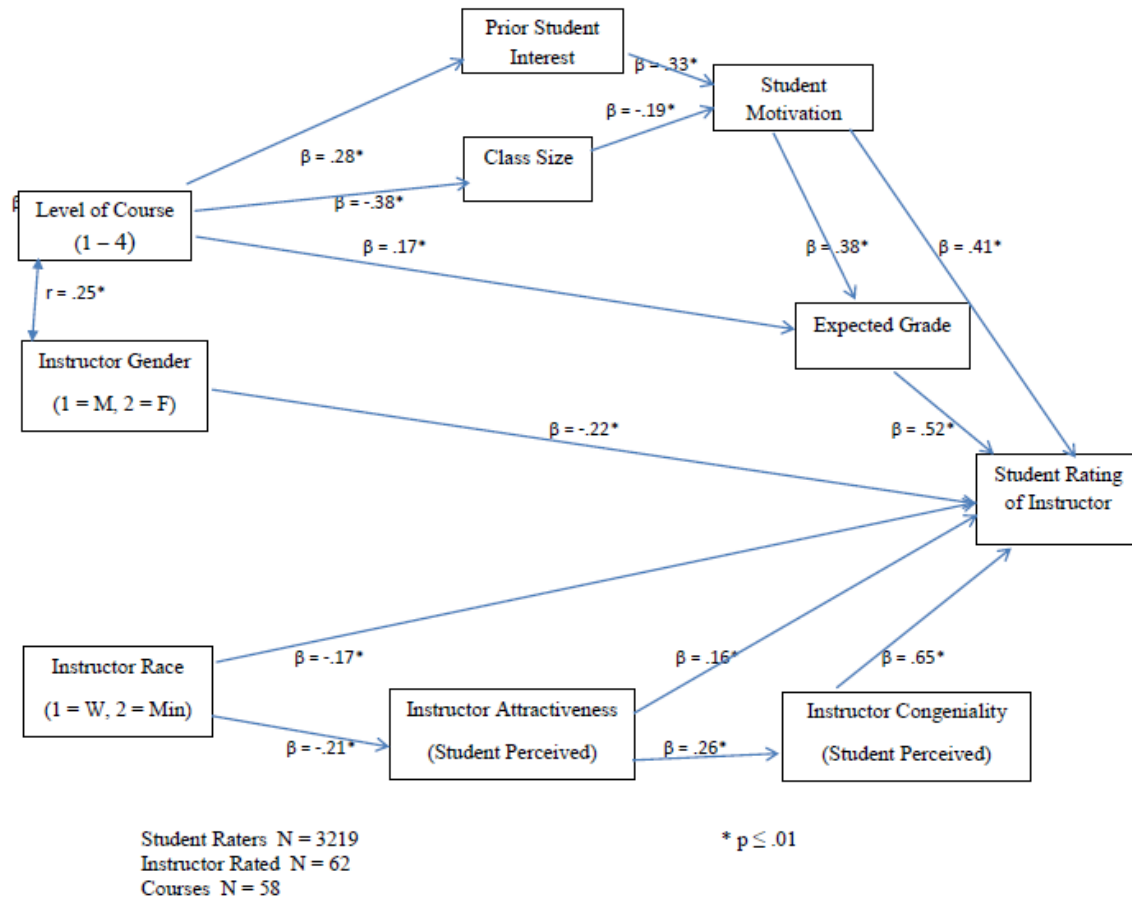 Prior Student
Interest
β = .33*
Student
Motivation
β = -.19*
Class Size
β = .28*
β
Level of Course
(1 – 4)
β = -.38*
β = .17*
β = .38*
β = .41*
r = .25*
Expected Grade
Instructor Gender
(1 = M, 2 = F)
β = -.22*
β = .52*
Student Rating
of Instructor
Instructor Race
(1 = W, 2 = Min)
β = -.17*
β = .16*
β = .65*
Instructor Attractiveness
(Student Perceived)
Instructor Congeniality
(Student Perceived)
β = -.21*
β = .26*
Student Raters N = 3219
* p ≤ .01
Instructor Rated N = 62
Courses N = 58